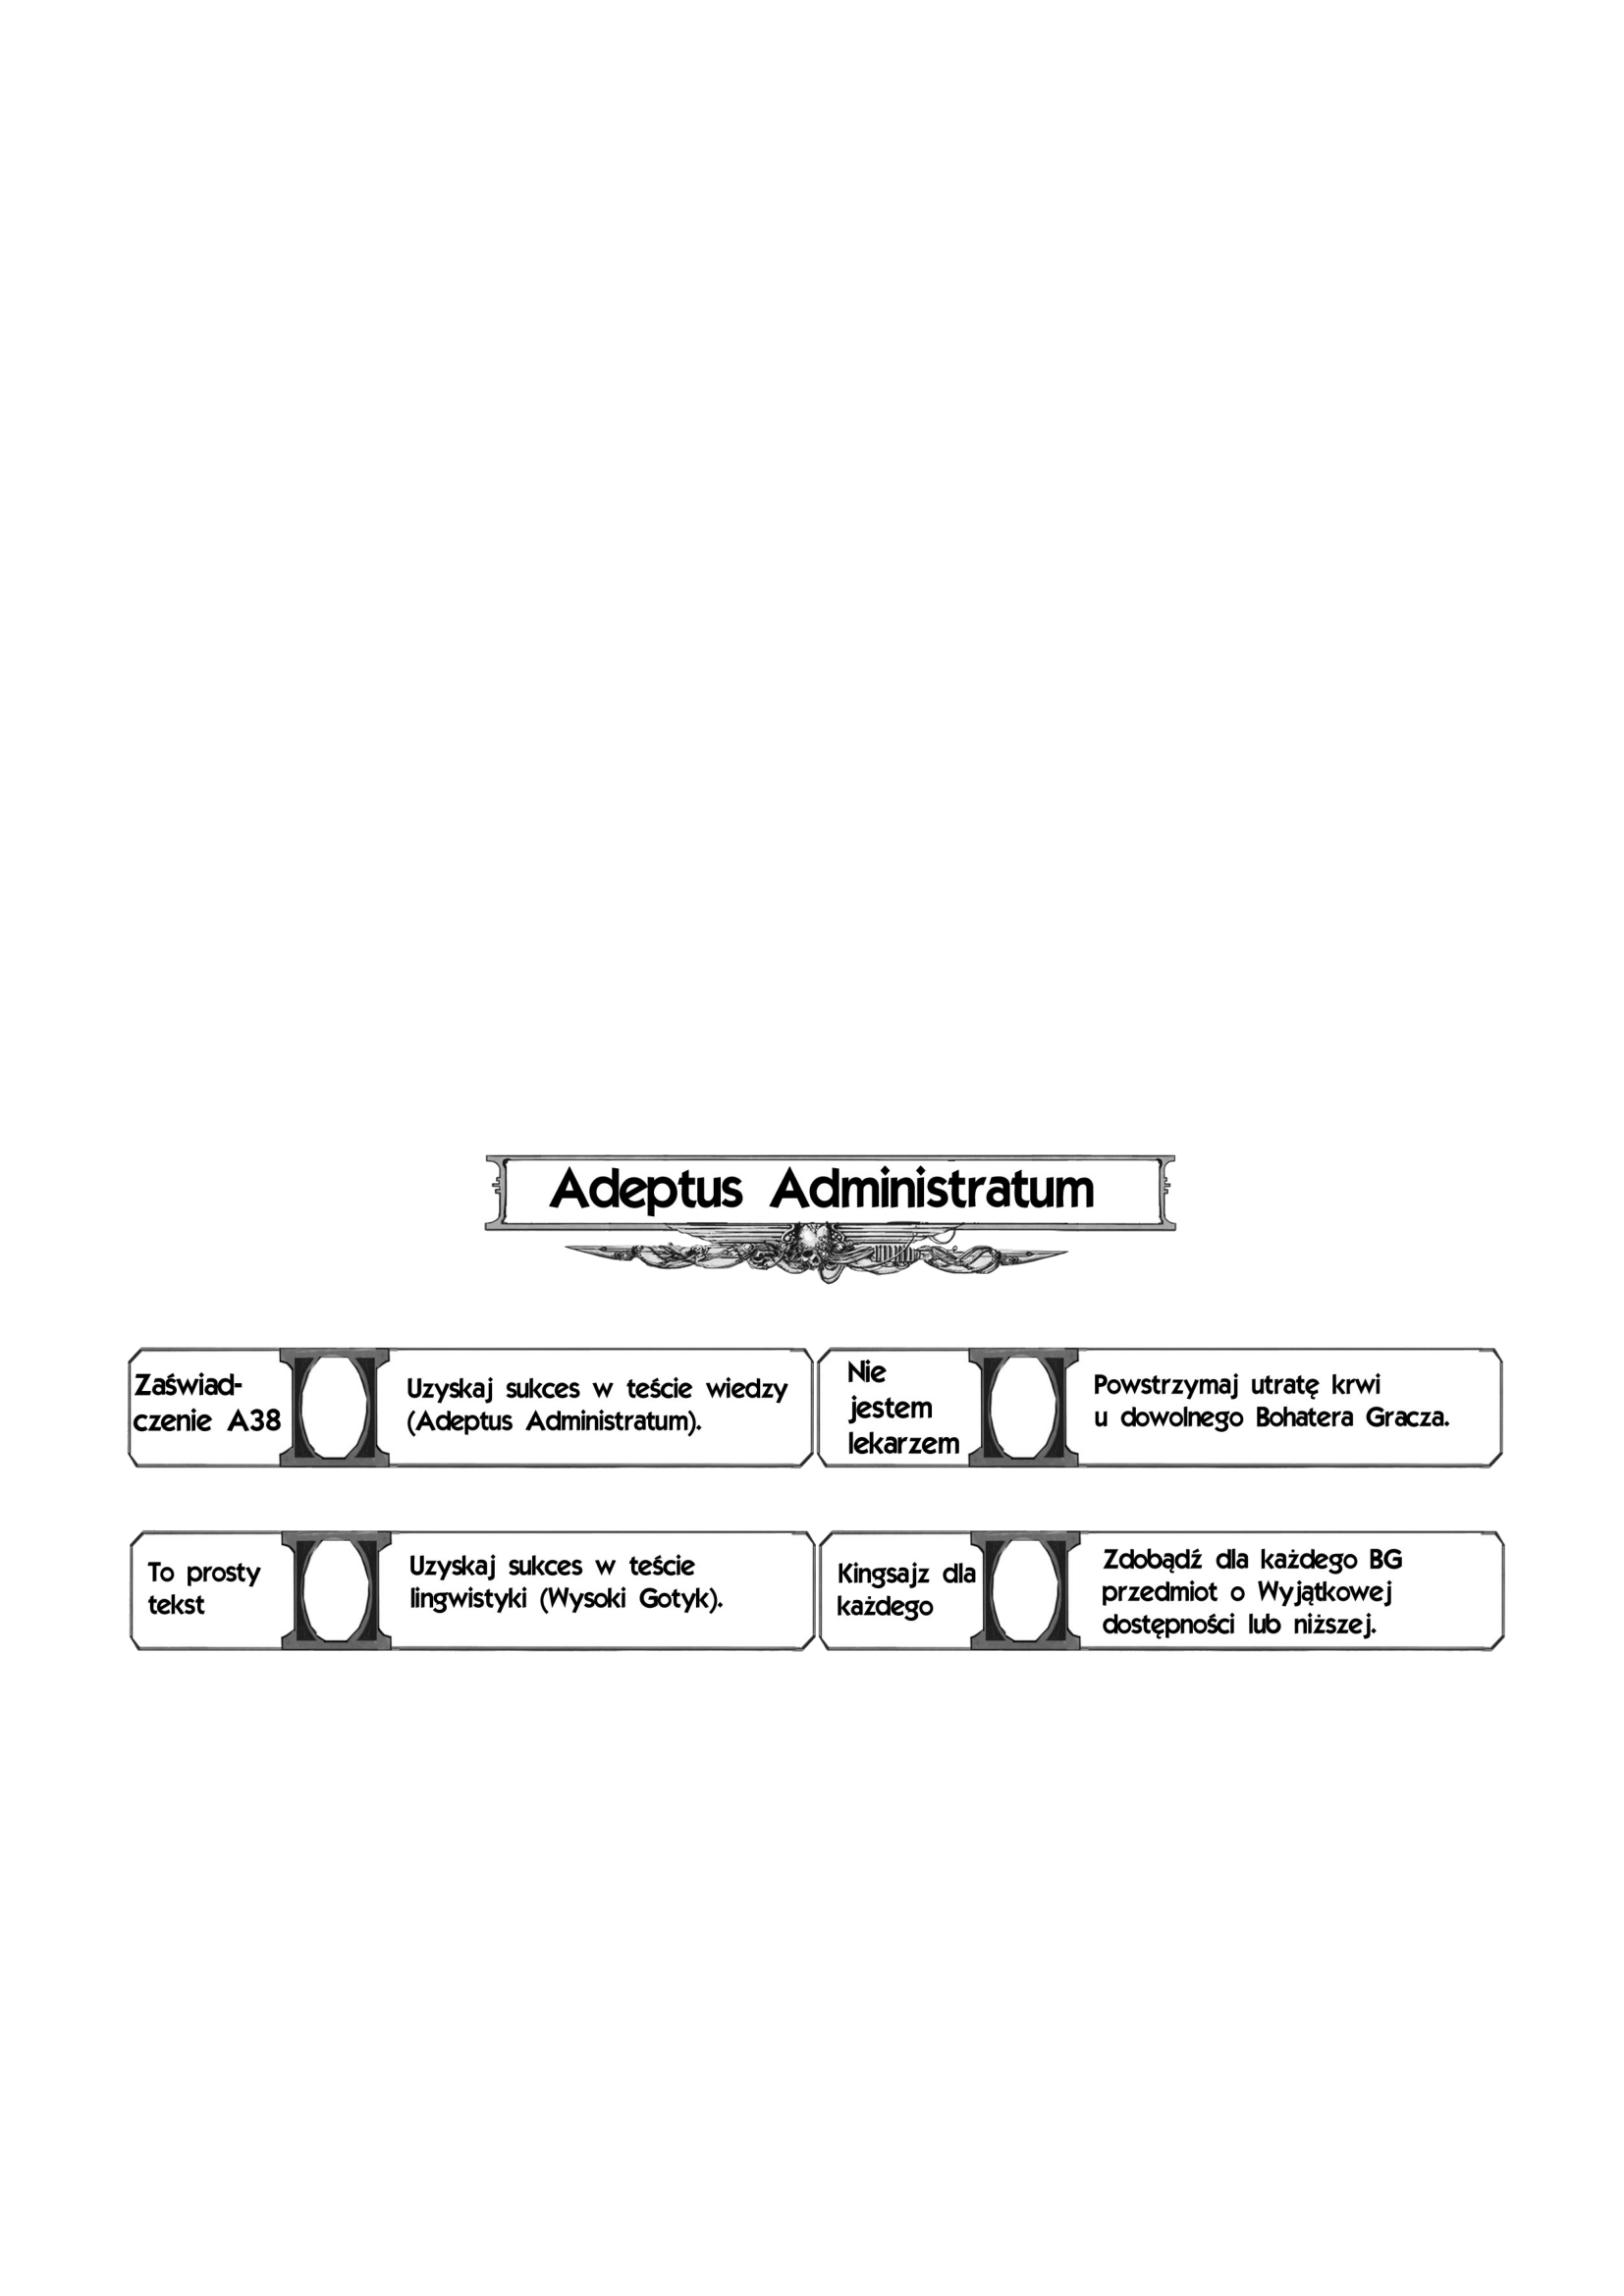 Adeptus Administratum
Zaświad-
czenie A38
Uzyskaj sukces w teście wiedzy
(Adeptus Administratum).
Nie
jestem
lekarzem
Powstrzymaj utratę krwi
u dowolnego Bohatera Gracza.
To prosty
tekst
Uzyskaj sukces w teście
lingwistyki (Wysoki Gotyk).
Kingsajz dla
każdego
Zdobądź dla każdego BG
przedmiot o Wyjątkowej
dostępności lub niższej.